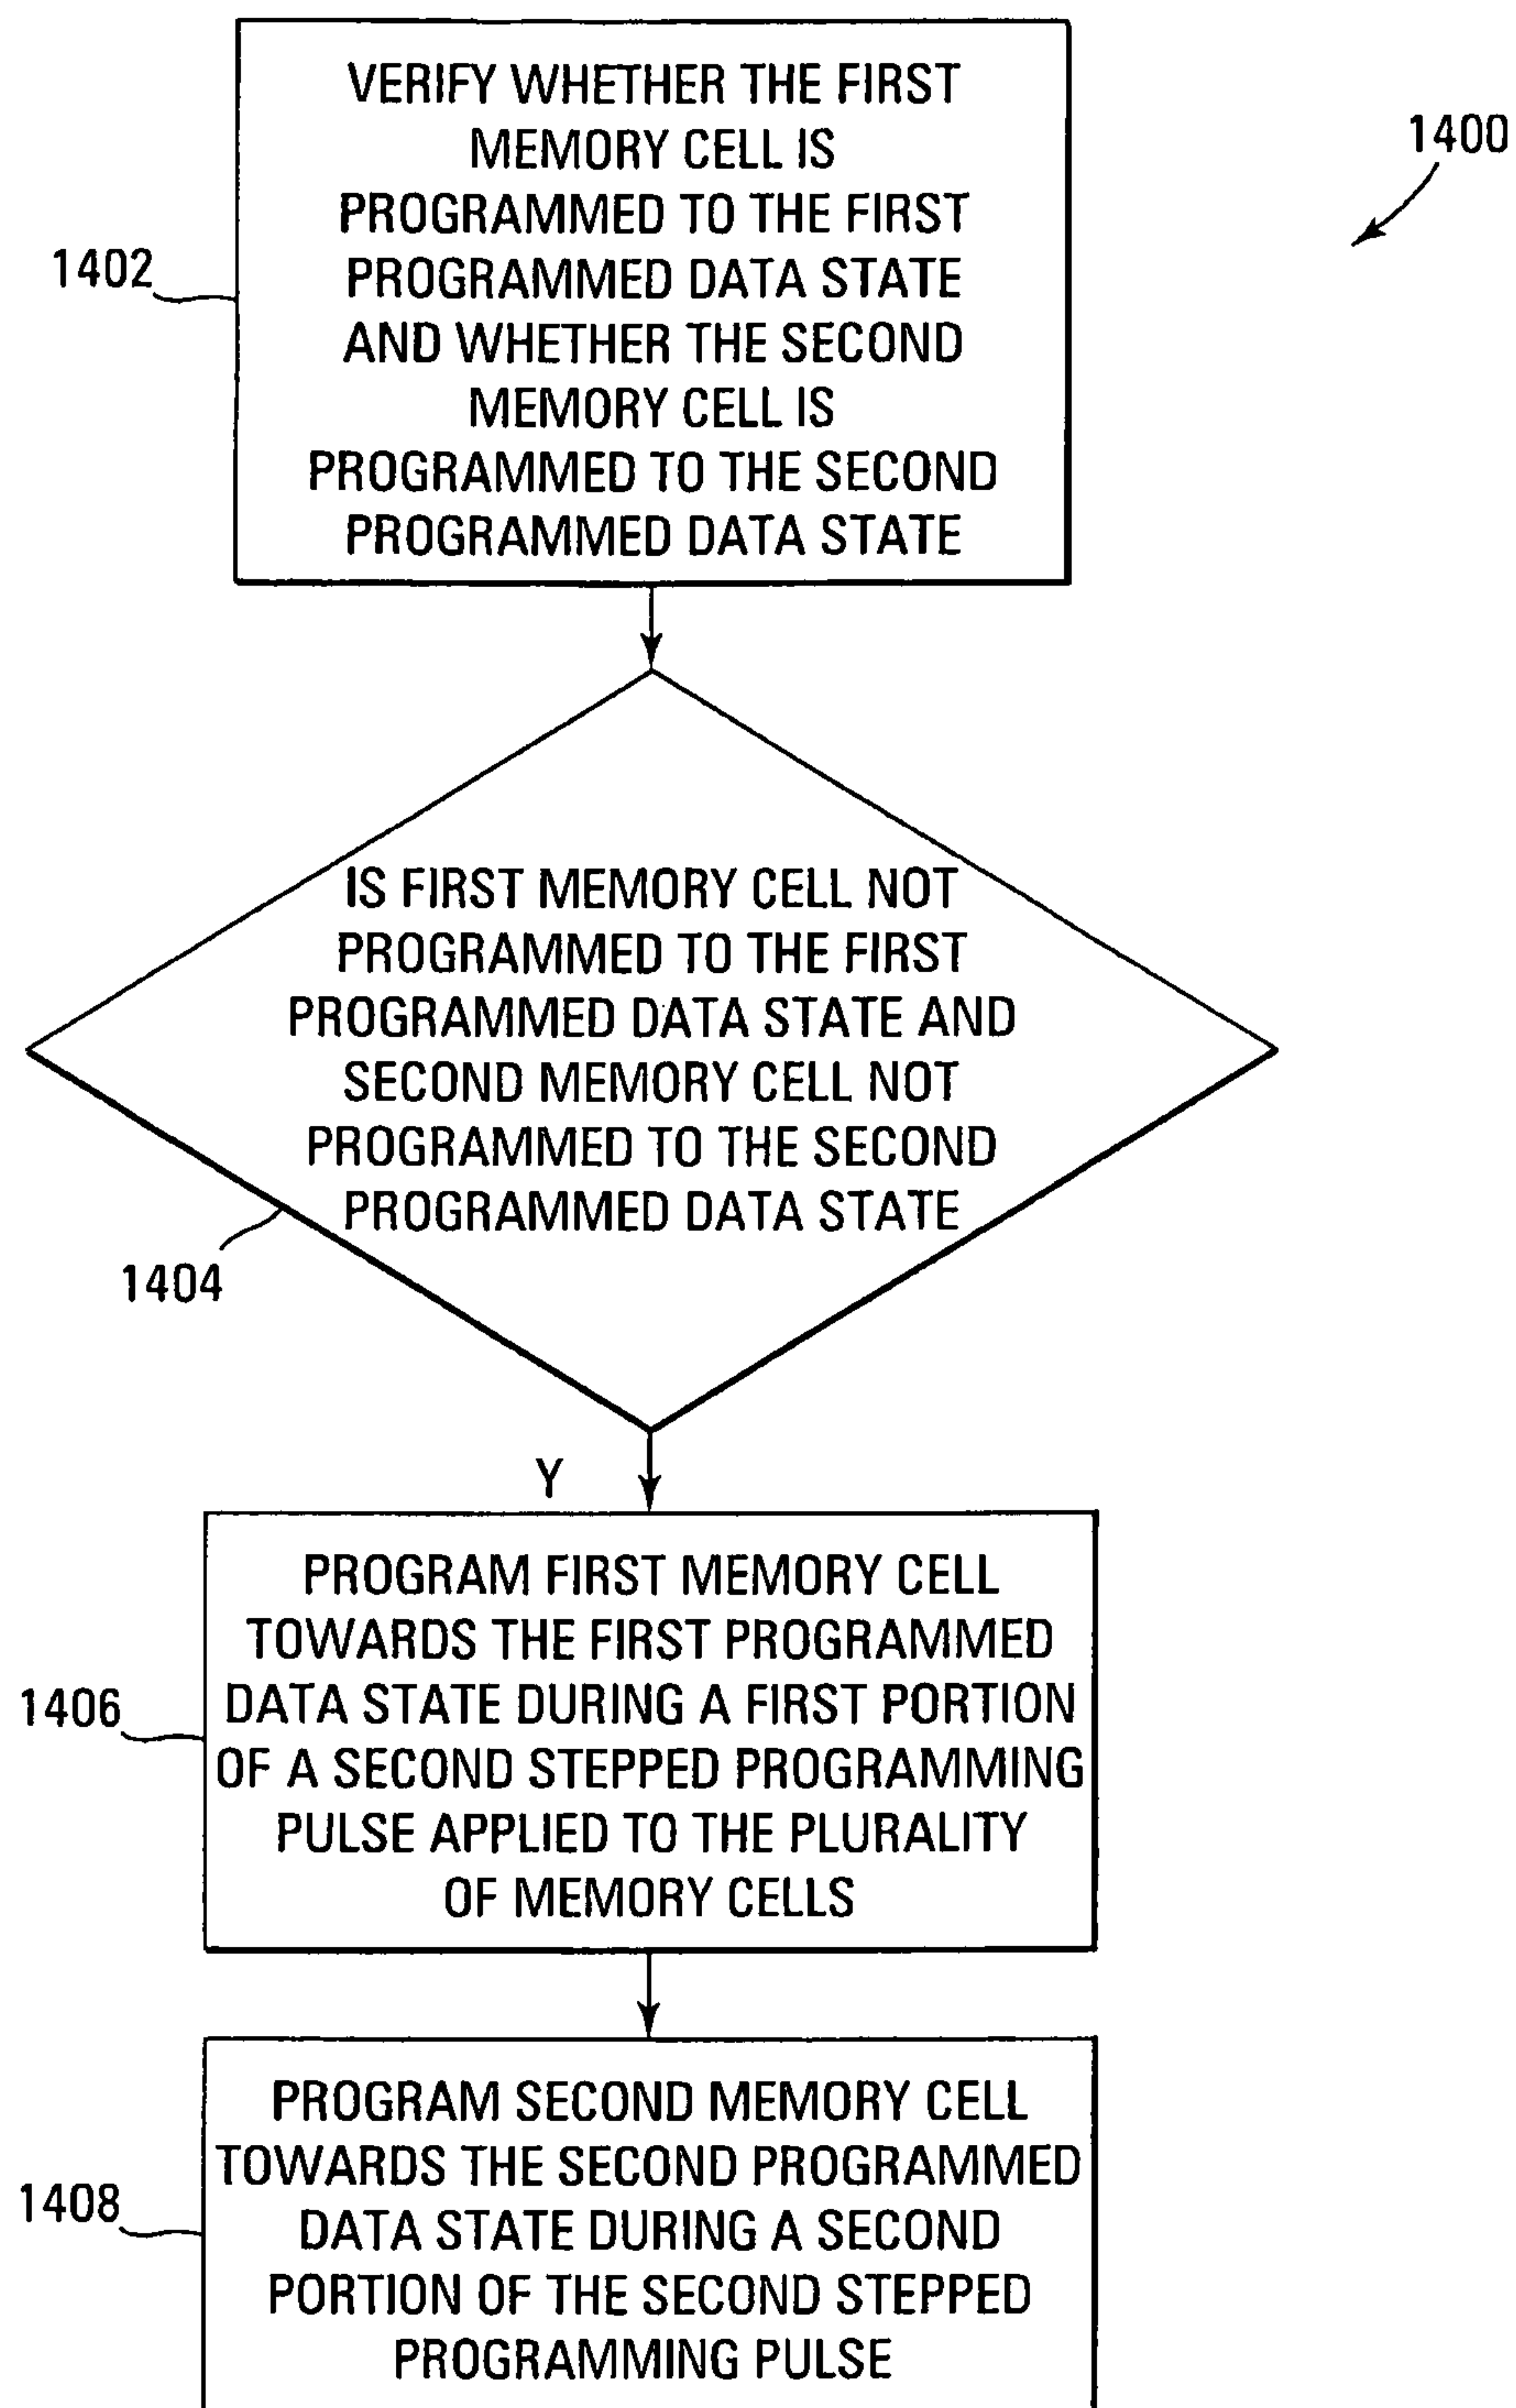 VERIFY WHETHER THE FIRST
MEMORY CELL IS
PROGRAMMED TO THE FIRST
PROGRAMMED DATA STATE
AND WHETHER THE SECOND
MEMORY CELL IS
PROGRAMMED TO THE SECOND
PROGRAMMED DATA STATE
1400
1402
IS FIRST MEMORY CELL NOT
PROGRAMMED TO THE FIRST
PROGRAMMED DATA STATE AND
SECOND MEMORY CELL NOT
PROGRAMMED TO THE SECOND
PROGRAMMED DATA STATE
1404
Y
PROGRAM FIRST MEMORY CELL
TOWARDS THE FIRST PROGRAMMED
DATA STATE DURING A FIRST PORTION
OF A SECOND STEPPED PROGRAMMING
PULSE APPLIED TO THE PLURALITY
OF MEMORY CELLS
1406
PROGRAM SECOND MEMORY CELL
TOWARDS THE SECOND PROGRAMMED
DATA STATE DURING A SECOND
PORTION OF THE SECOND STEPPED
PROGRAMMING PULSE
1408